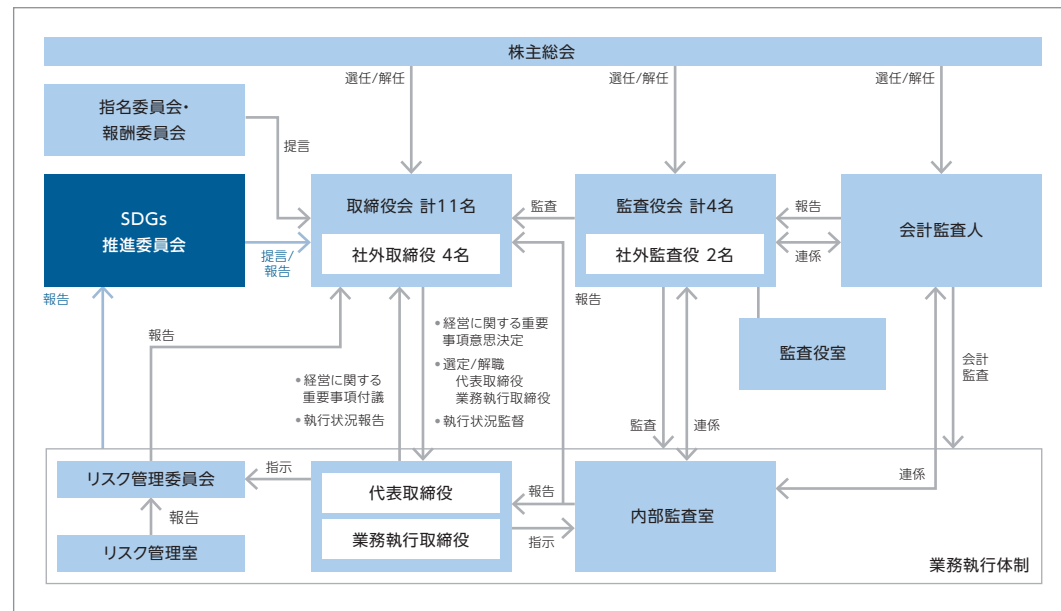 株主総会
選任/解任
選任/解任
選任/解任
指名委員会・
報酬委員会
提言
SDGs
推進委員会
提言/
報告
取締役会 計11名
社外取締役 4名
監査
監査役会 計4名
社外監査役 2名
報告
連係
会計監査人
報告
報告
報告
•経営に関する重要
事項意思決定
•選定/解職
代表取締役
業務執行取締役
•執行状況監督
•経営に関する
重要事項付議
•執行状況報告
監査役室
会計
監査
監査
連係
リスク管理委員会
指示
代表取締役
業務執行取締役
報告
指示
内部監査室
連係
報告
リスク管理室
業務執行体制